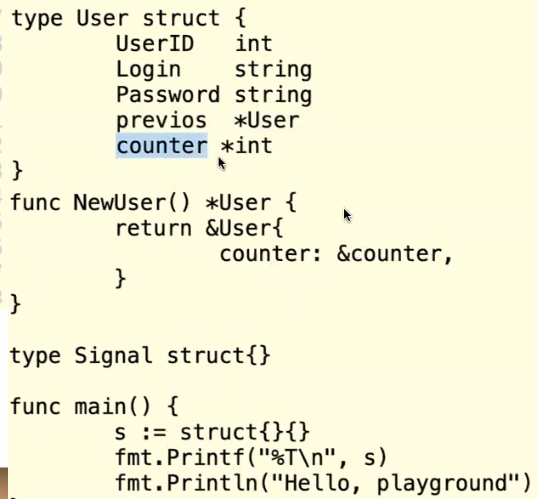 type User struct {
UserID int
Login string
Password string
previos *User
counter *int
}
func NewUser() *User {
return &User{
counter: &counter,
}
}
type Signal struct{}
func main() {
s := struct{}{}
fmt.Printf("%T\n", s)
fmt.Println("Hello, playground")